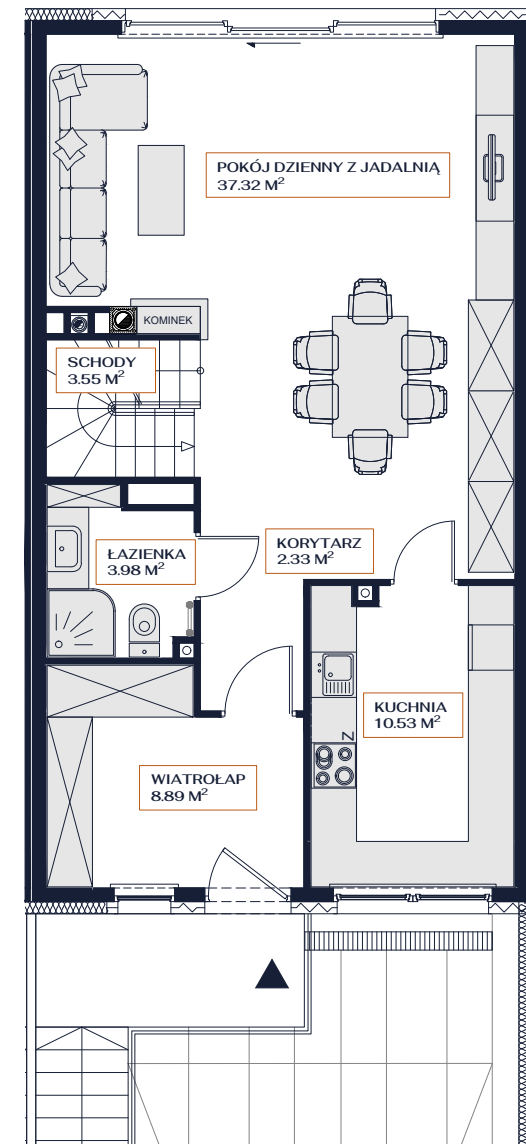 POKÓJ DZIENNY Z JADALNIĄ
37.32 M²
KOMINEK
SCHODY
3.55 M²
KORYTARZ
2.33 M²
ŁAZIENKA
3.98 M²
KUCHNIA
10.53 M²
Z
WIATROŁAP
8.89 M²